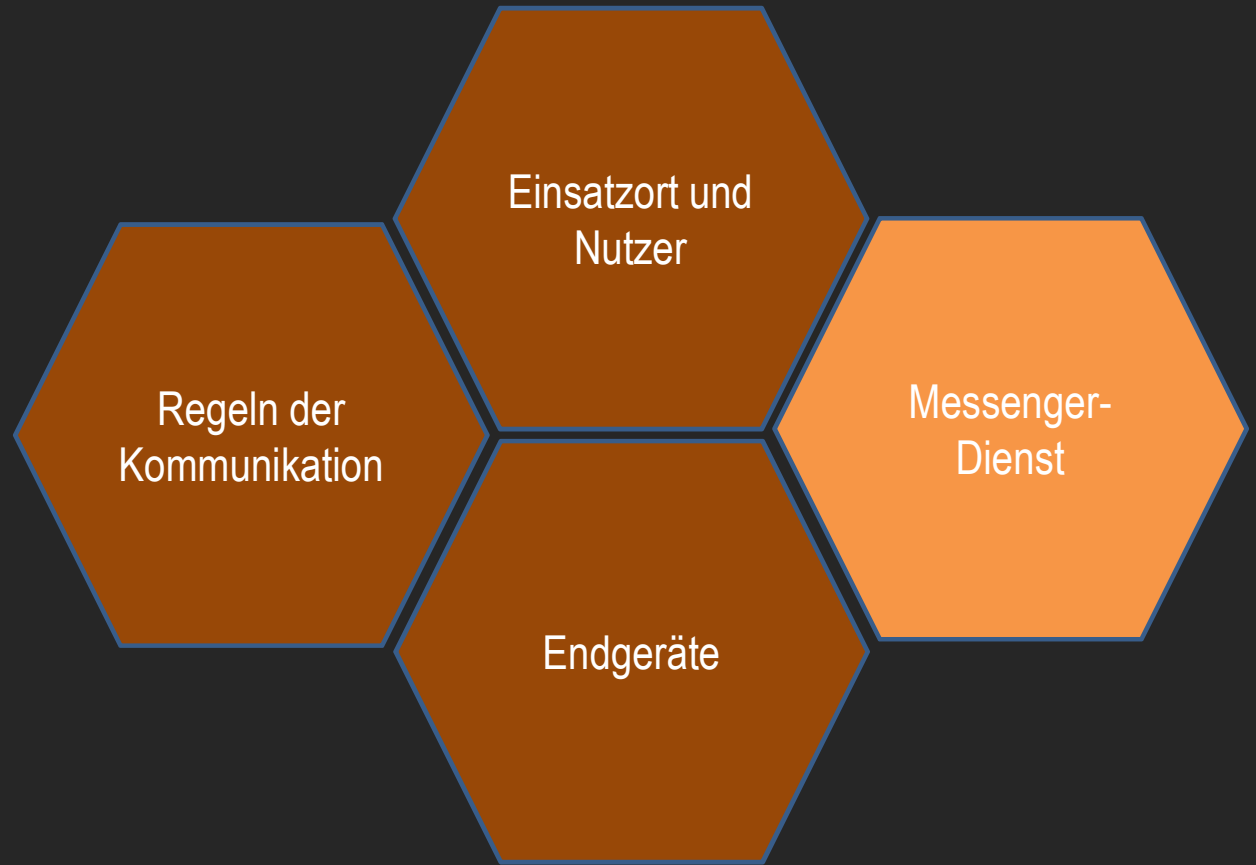 Einsatzort und
Nutzer
Regeln der
Kommunikation
Messenger-
Dienst
Endgeräte